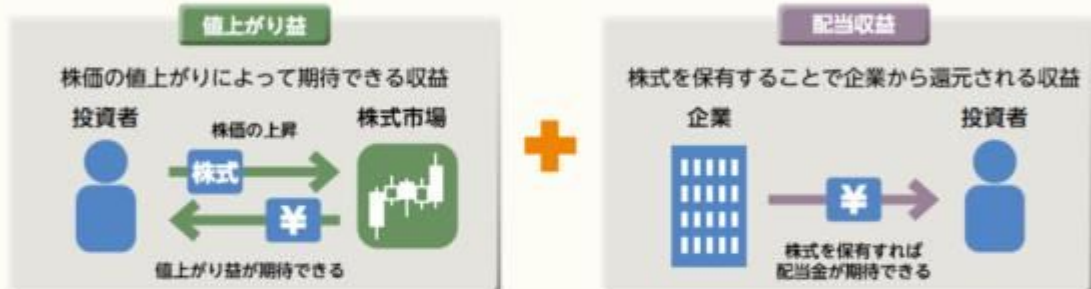 値上がり益
株価の値上がりによって期待できる収益
投資者
株価の上昇
株式市場
株式
¥
値上がり益が期待できる
配当収益
株式を保有することで企業から還元される収益
企業
投資者
¥
株式を保有すれば
配当金が期待できる